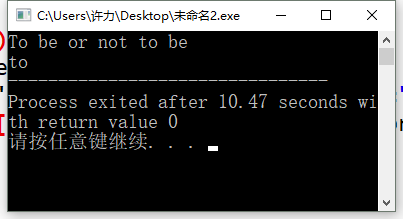 C:\Users\许力\Desktop\未命名2.exe
To be or not to be
to
--------------------------------
Process exited after 10.47 seconds wi
th return value 0
请按任意键继续. . .